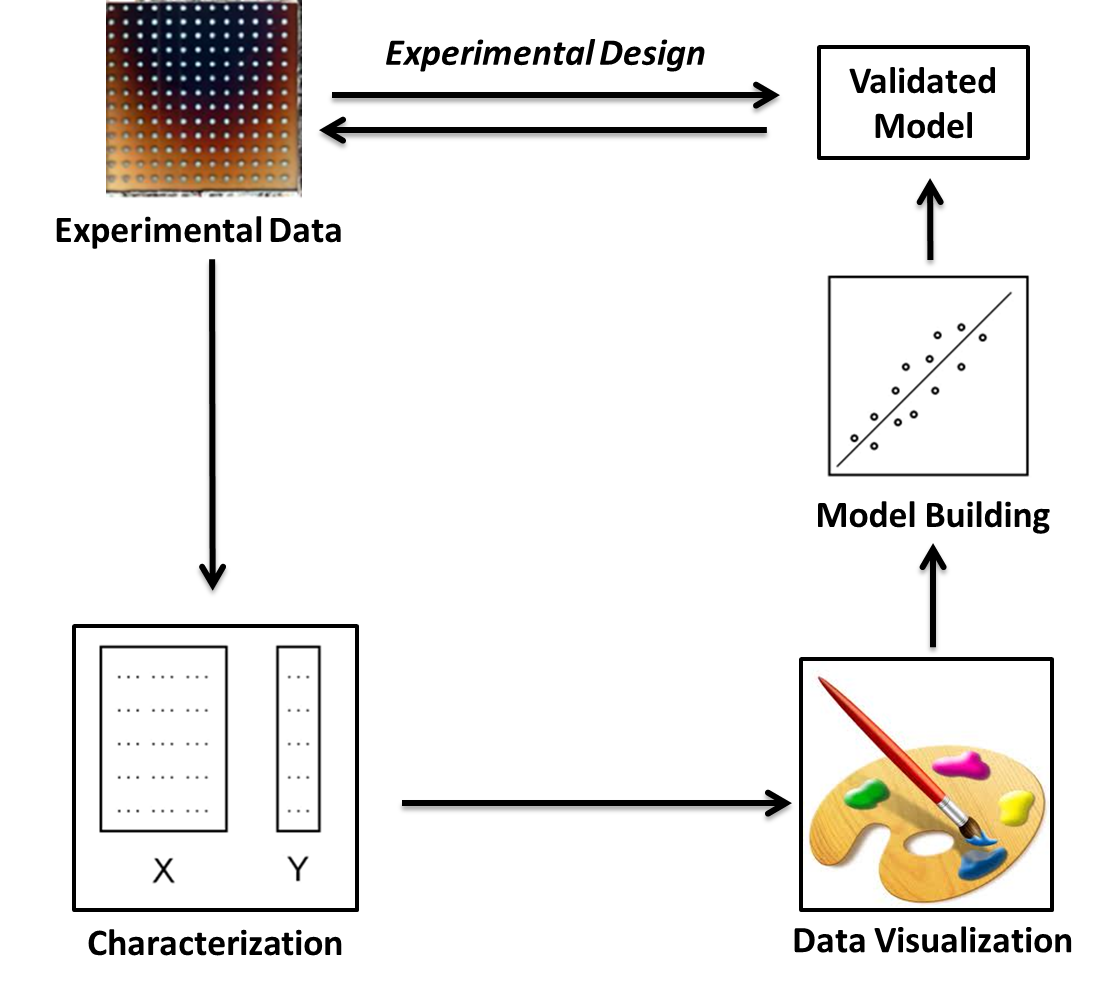 Experimental Design
Validated
Model
Experimental Data
Model Building
... ... ... ...
... ... ... ...
... ... ... ...
... ... ... ...
... ... ... ...
X Y
Characterization
Data Visualization